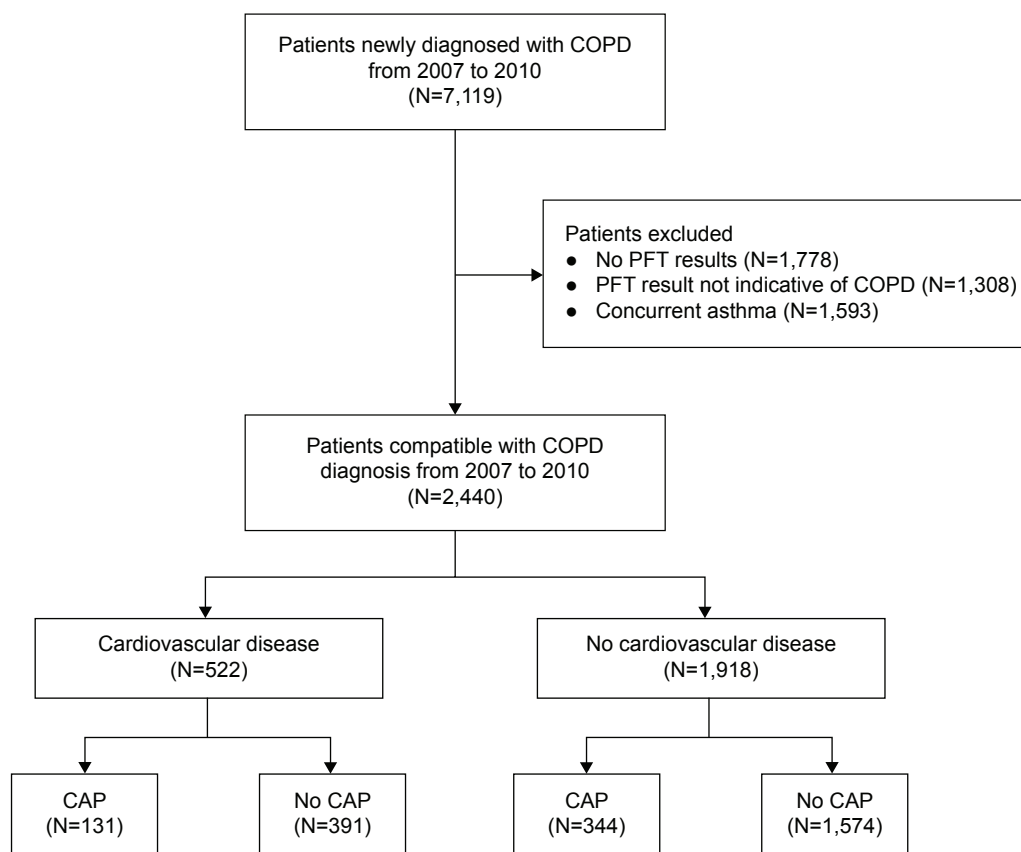 Patients newly diagnosed with COPD
from 2007 to 2010
(N=7,119)
Patients excluded
● No PFT results (N=1,778)
● PFT result not indicative of COPD (N=1,308)
● Concurrent asthma (N=1,593)
Patients compatible with COPD
diagnosis from 2007 to 2010
(N=2,440)
Cardiovascular disease
(N=522)
No cardiovascular disease
(N=1,918)
CAP
(N=131)
No CAP
(N=391)
CAP
(N=344)
No CAP
(N=1,574)